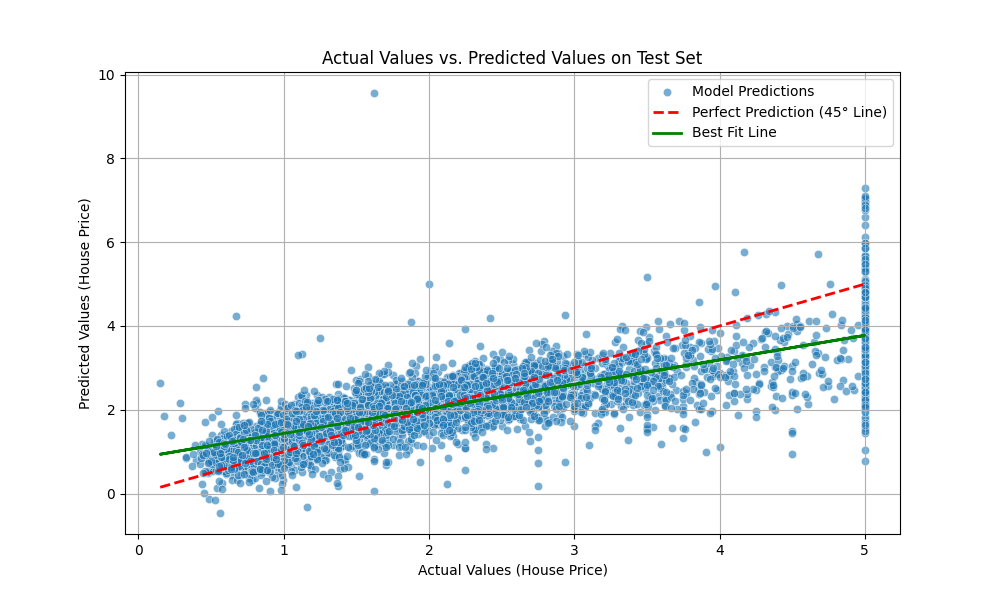 Actual Values vs. Predicted Values on Test Set
Model Predictions
Perfect Prediction (45° Line)
Best Fit Line
Predicted Values (House Price)
10
8
6
4
2
0
0 1 2 3 4 5
Actual Values (House Price)